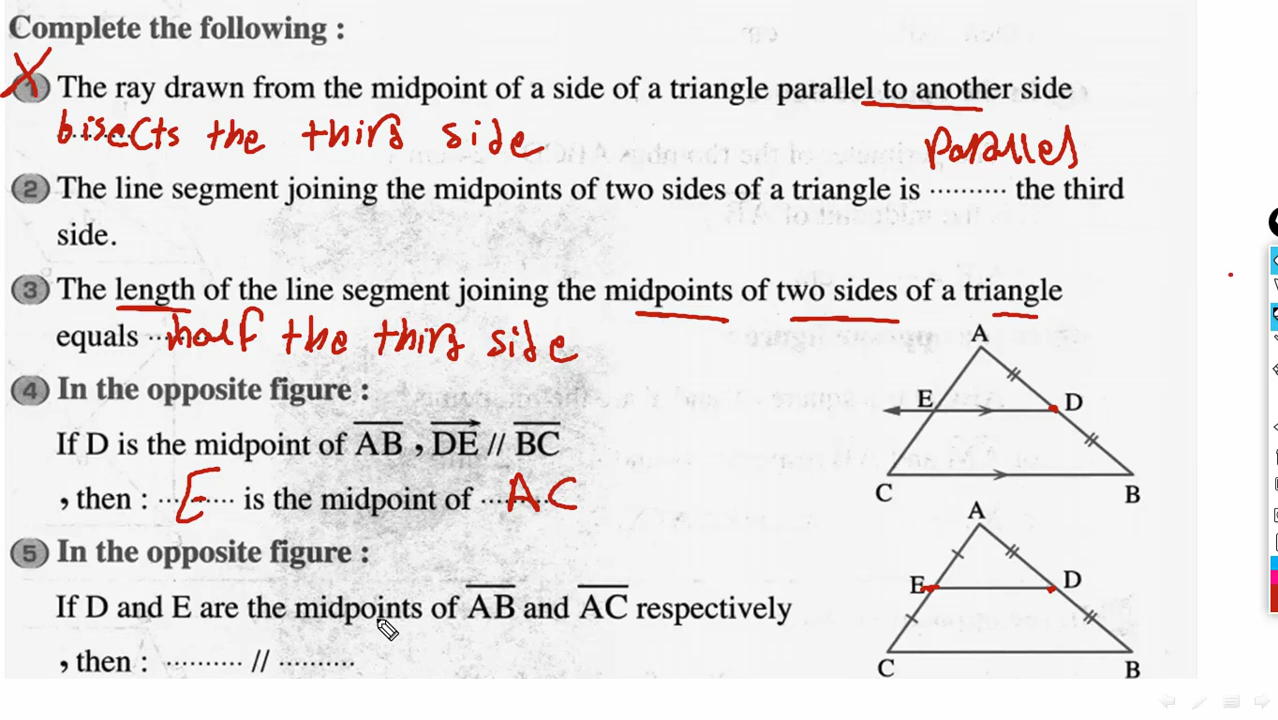 Complete the following :
1 The ray drawn from the midpoint of a side of a triangle parallel to another side
bisects the third side
parallel
2 The line segment joining the midpoints of two sides of a triangle is ·········· the third
side.
3 The length of the line segment joining the midpoints of two sides of a triangle
equals ··· half the third side
4 In the opposite figure :
If D is the midpoint of AB , DE // BC
, then : ··· E ··· is the midpoint of ··· AC
A
E D
C B
5 In the opposite figure :
If D and E are the midpoints of AB and AC respectively
, then : ·········· // ··········
A
E D
C B